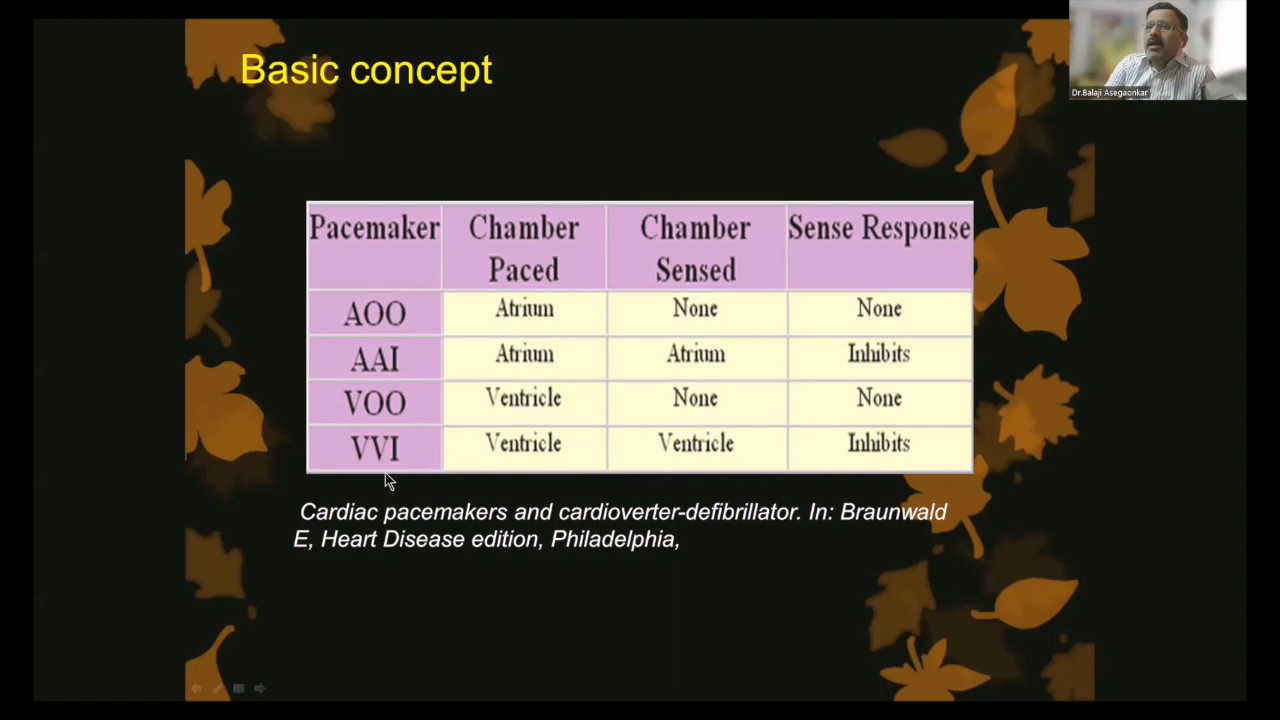 Basic concept
Dr.Balaji Asegaonkar
Pacemaker Chamber Paced Chamber Sensed Sense Response
AOO Atrium None None
AAI Atrium Atrium Inhibits
VOO Ventricle None None
VVI Ventricle Ventricle Inhibits
Cardiac pacemakers and cardioverter-defibrillator. In: Braunwald
E, Heart Disease edition, Philadelphia,